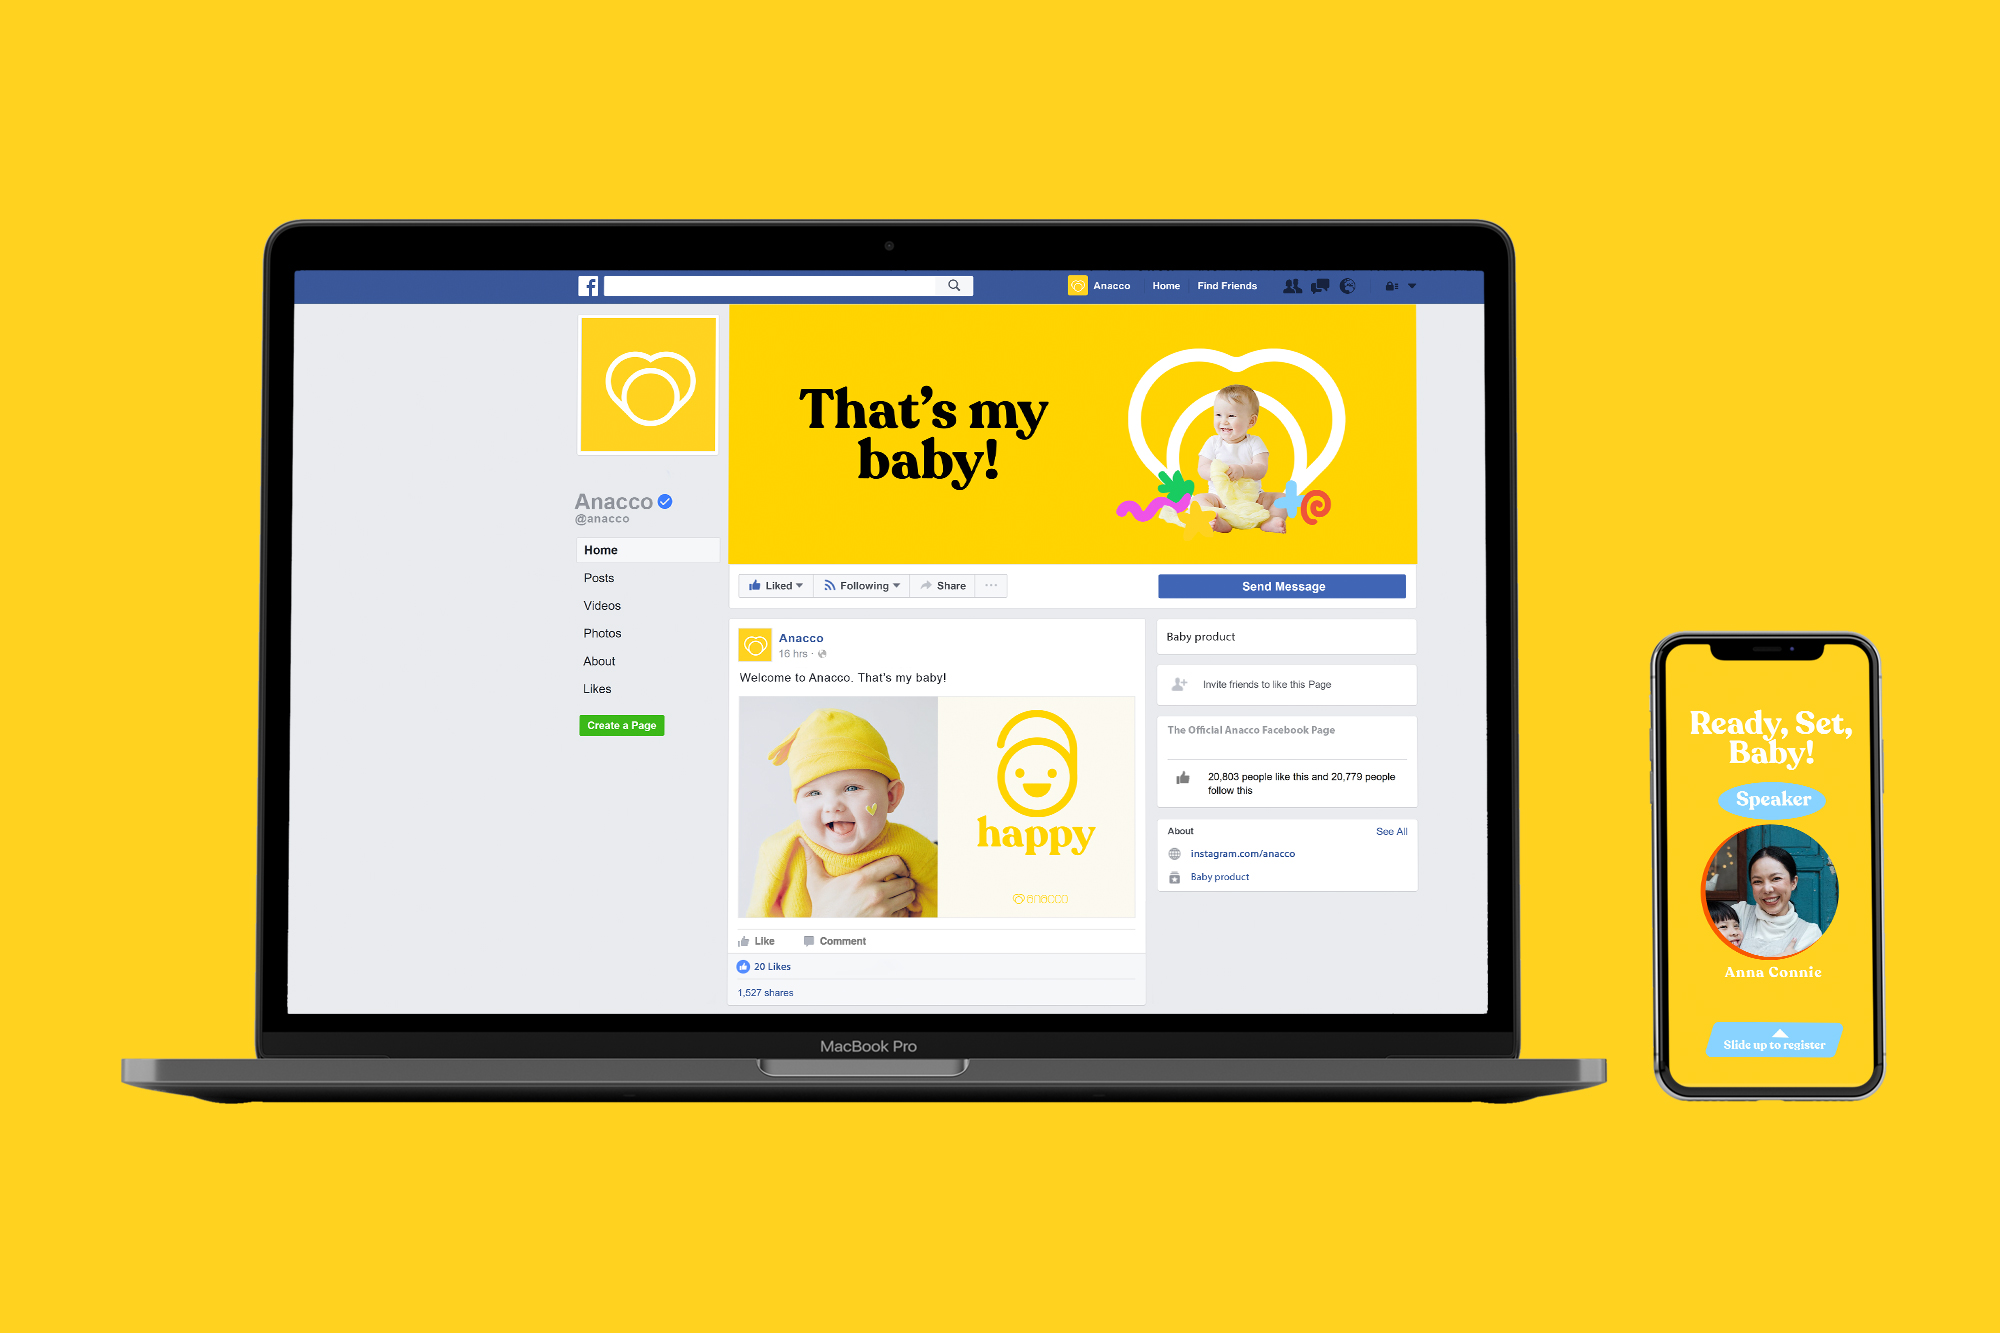 Anacco
Home
Find Friends
That's my
baby!
Anacco
@anacco
Home
Posts
Videos
Photos
About
Likes
Create a Page
Liked
Following
Share
Send Message
Anacco
16 hrs
Welcome to Anacco. That's my baby!
happy
anacco
Like
Comment
20 Likes
1,527 shares
Baby product
Invite friends to like this Page
The Official Anacco Facebook Page
20,803 people like this and 20,779 people
follow this
About
See All
instagram.com/anacco
Baby product
MacBook Pro
Ready, Set,
Baby!
Speaker
Anna Connie
Slide up to register